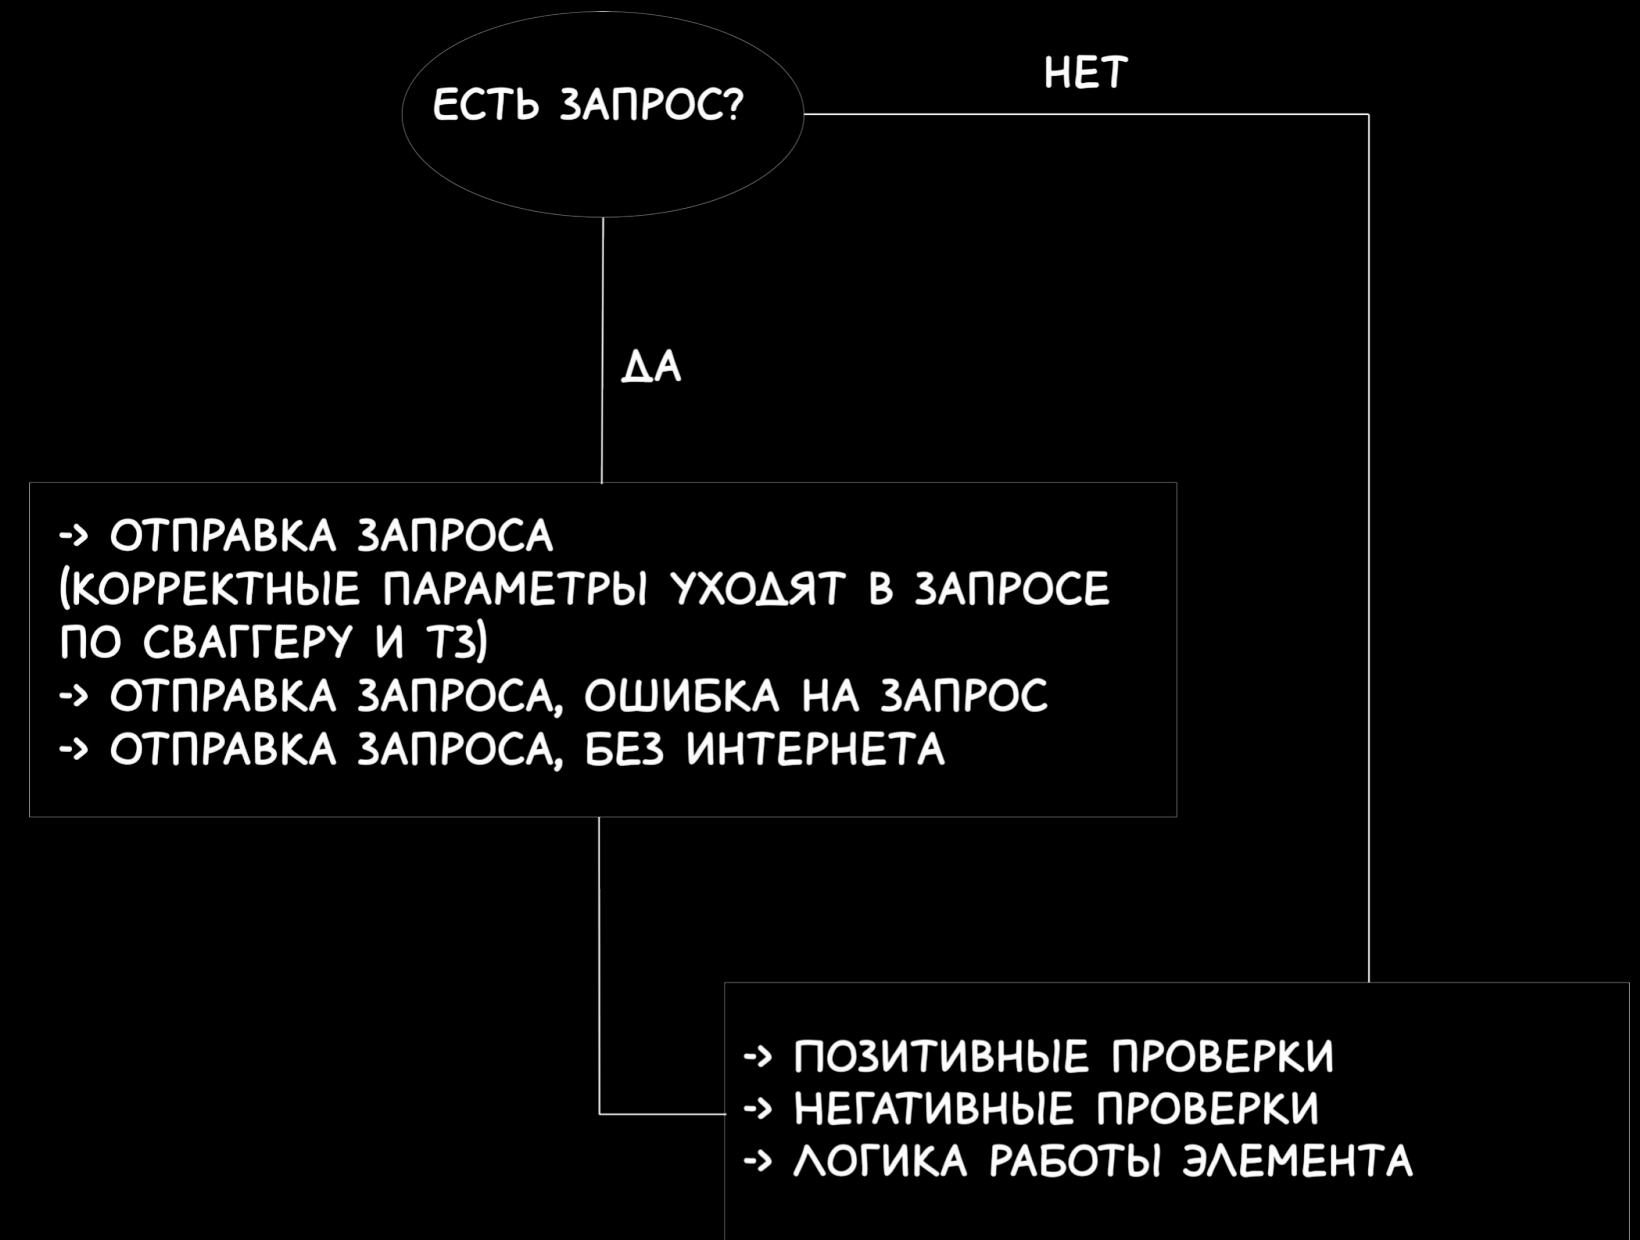 ЕСТЬ ЗАПРОС?
НЕТ
ДА
-> ОТПРАВКА ЗАПРОСА
(КОРРЕКТНЫЕ ПАРАМЕТРЫ УХОДЯТ В ЗАПРОСЕ
ПО СВАГГЕРУ И ТЗ)
-> ОТПРАВКА ЗАПРОСА, ОШИБКА НА ЗАПРОС
-> ОТПРАВКА ЗАПРОСА, БЕЗ ИНТЕРНЕТА
-> ПОЗИТИВНЫЕ ПРОВЕРКИ
-> НЕГАТИВНЫЕ ПРОВЕРКИ
-> ЛОГИКА РАБОТЫ ЭЛЕМЕНТА